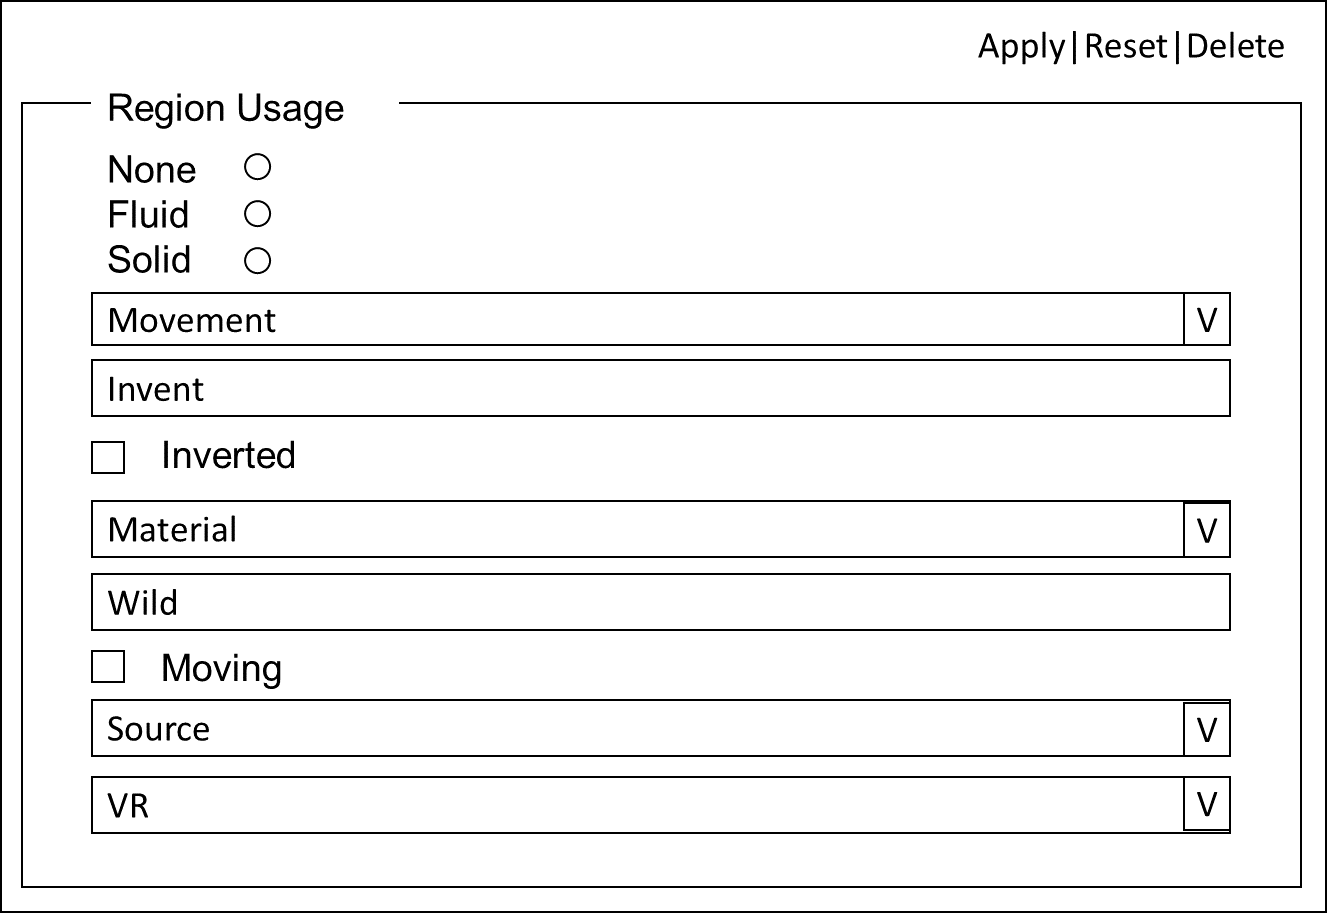 Apply|Reset|Delete
Region Usage
None
Fluid
Solid
Movement V
Invent
Inverted
Material V
Wild
Moving
Source V
VR V